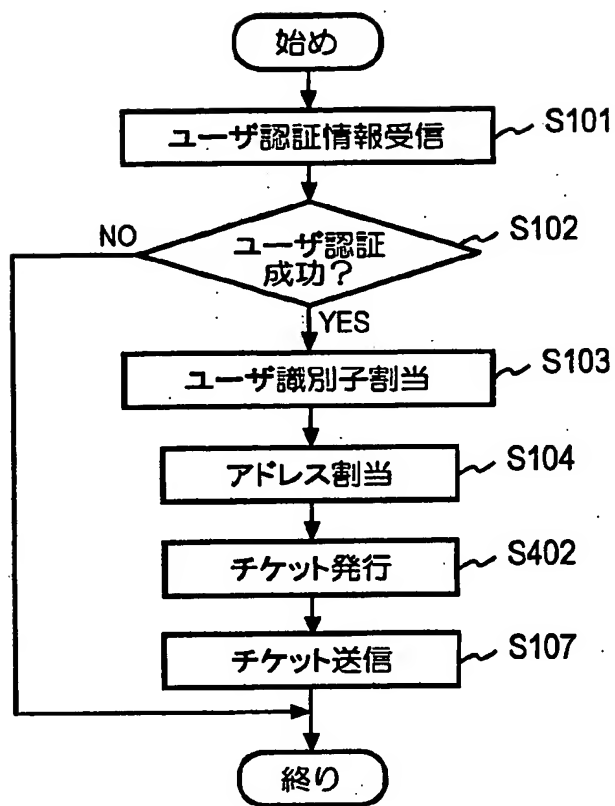 始め
ユーザ認証情報受信
S101
NO
ユーザ認証
成功?
S102
YES
ユーザ識別子割当
S103
アドレス割当
S104
チケット発行
S402
チケット送信
S107
終り